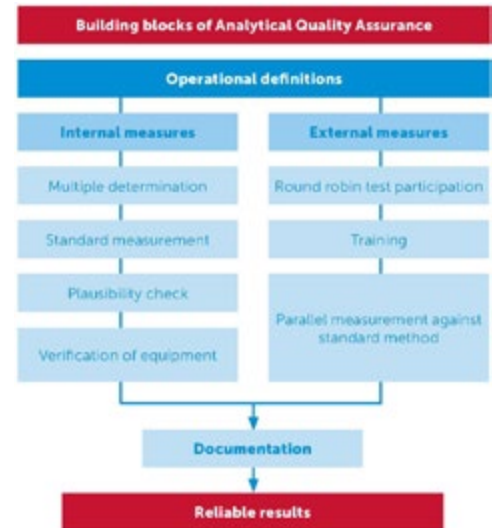 Building blocks of Analytical Quality Assurance
Operational definitions
Internal measures
Multiple determination
Standard measurement
Plausibility check
Verification of equipment
External measures
Round robin test participation
Training
Parallel measurement against
standard method
Documentation
Reliable results